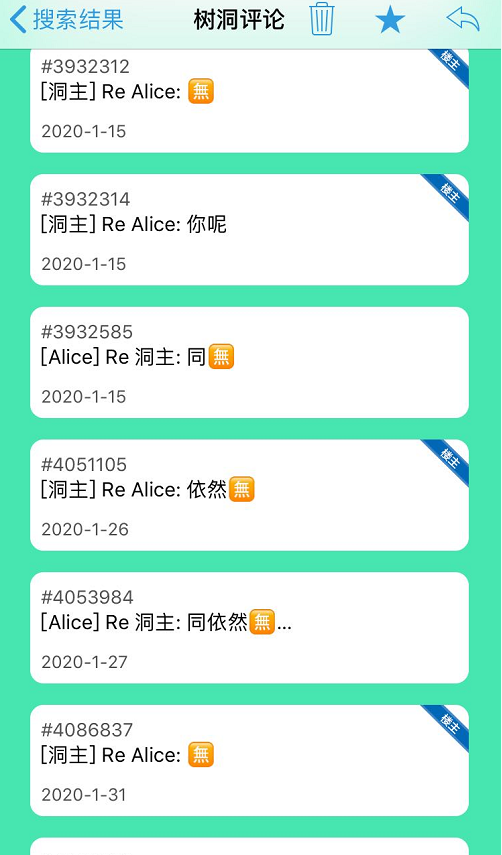 搜索结果 树洞评论
#3932312
[洞主] Re Alice: 🈚
2020-1-15
楼主
#3932314
[洞主] Re Alice: 你呢
2020-1-15
楼主
#3932585
[Alice] Re 洞主: 同🈚
2020-1-15
#4051105
[洞主] Re Alice: 依然🈚
2020-1-26
楼主
#4053984
[Alice] Re 洞主: 同依然🈚...
2020-1-27
#4086837
[洞主] Re Alice: 🈚
2020-1-31
楼主